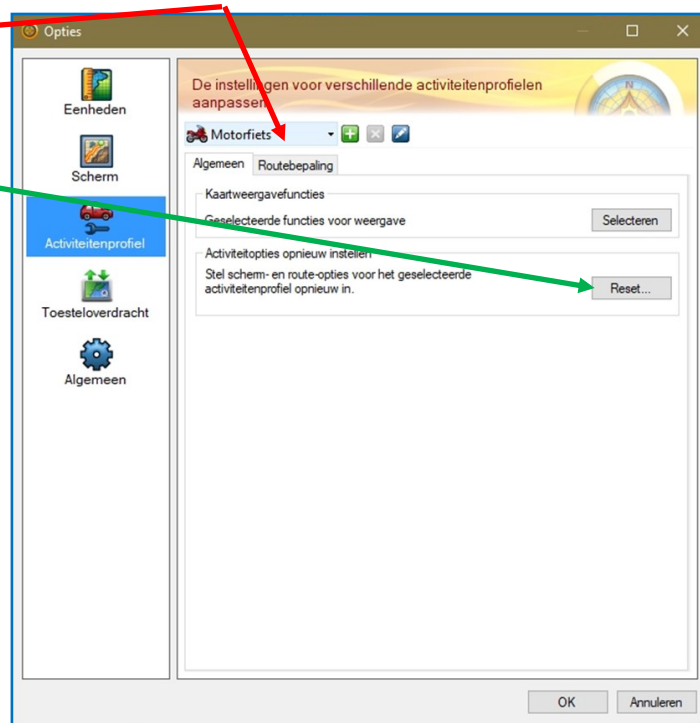 Opties
Eenheden
Scherm
Activiteitenprofiel
Toesteloverdracht
Algemeen
De instellingen voor verschillende activiteitenprofielen
aanpassen
Motorfiets
Algemeen Routebepaling
Kaartweergavefuncties
Geselecteerde functies voor weergave Selecteren
Activiteitopties opnieuw instellen
Stel scherm- en route-opties voor het geselecteerde
activiteitenprofiel opnieuw in.
Reset...
N
OK Annuleren